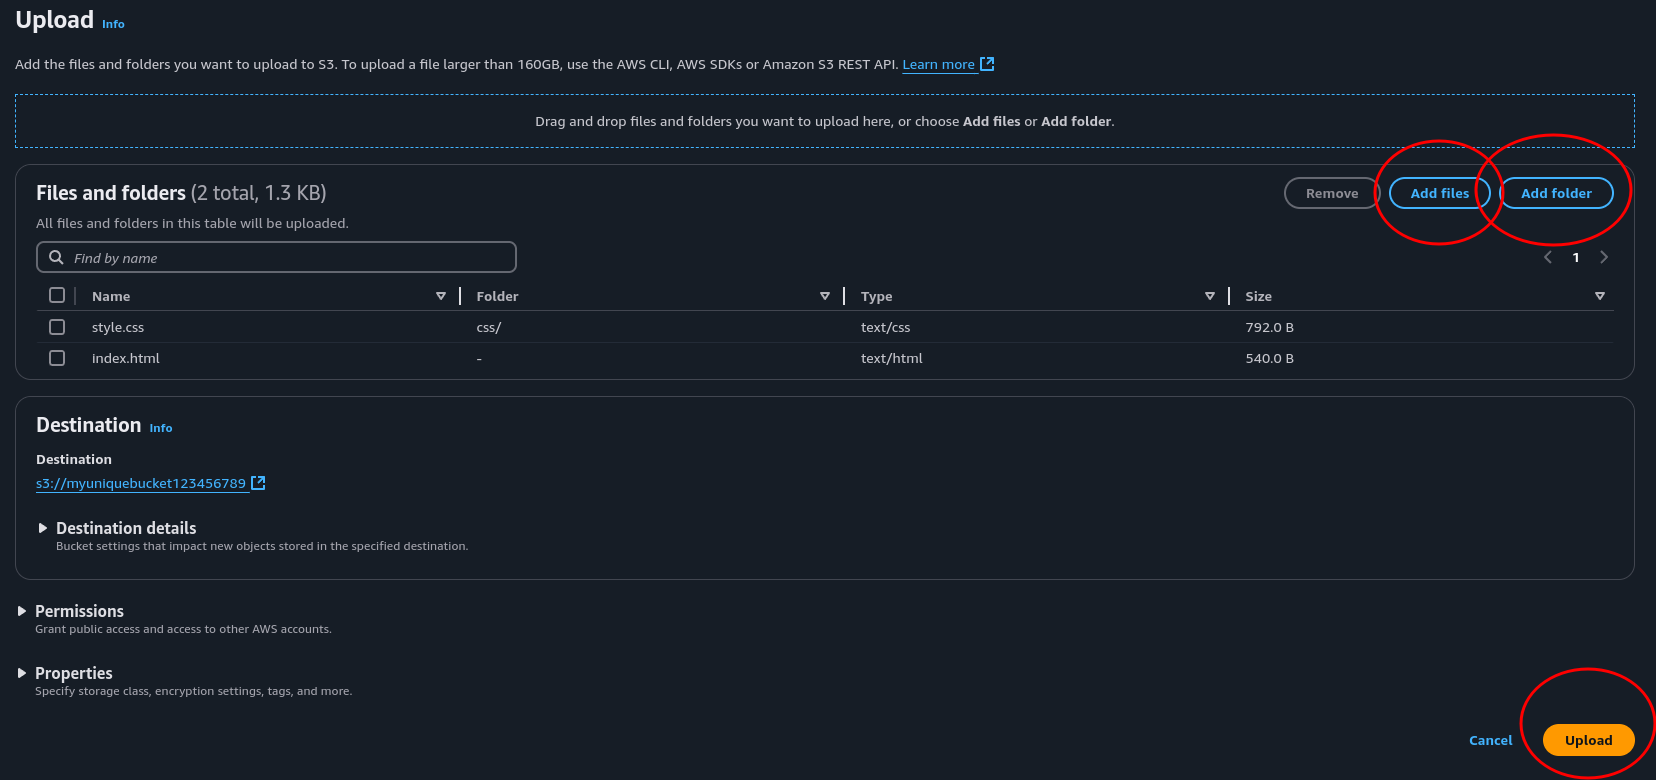 Upload Info
Add the files and folders you want to upload to S3. To upload a file larger than 160GB, use the AWS CLI, AWS SDKs or Amazon S3 REST API. Learn more
Drag and drop files and folders you want to upload here, or choose Add files or Add folder.
Files and folders (2 total, 1.3 KB)
Remove Add files Add folder
All files and folders in this table will be uploaded.
Find by name
1
Name Folder Type Size
style.css css/ text/css 792.0 B
index.html - text/html 540.0 B
Destination Info
Destination
s3://myuniquebucket123456789
Destination details
Bucket settings that impact new objects stored in the specified destination.
Permissions
Grant public access and access to other AWS accounts.
Properties
Specify storage class, encryption settings, tags, and more.
Cancel Upload